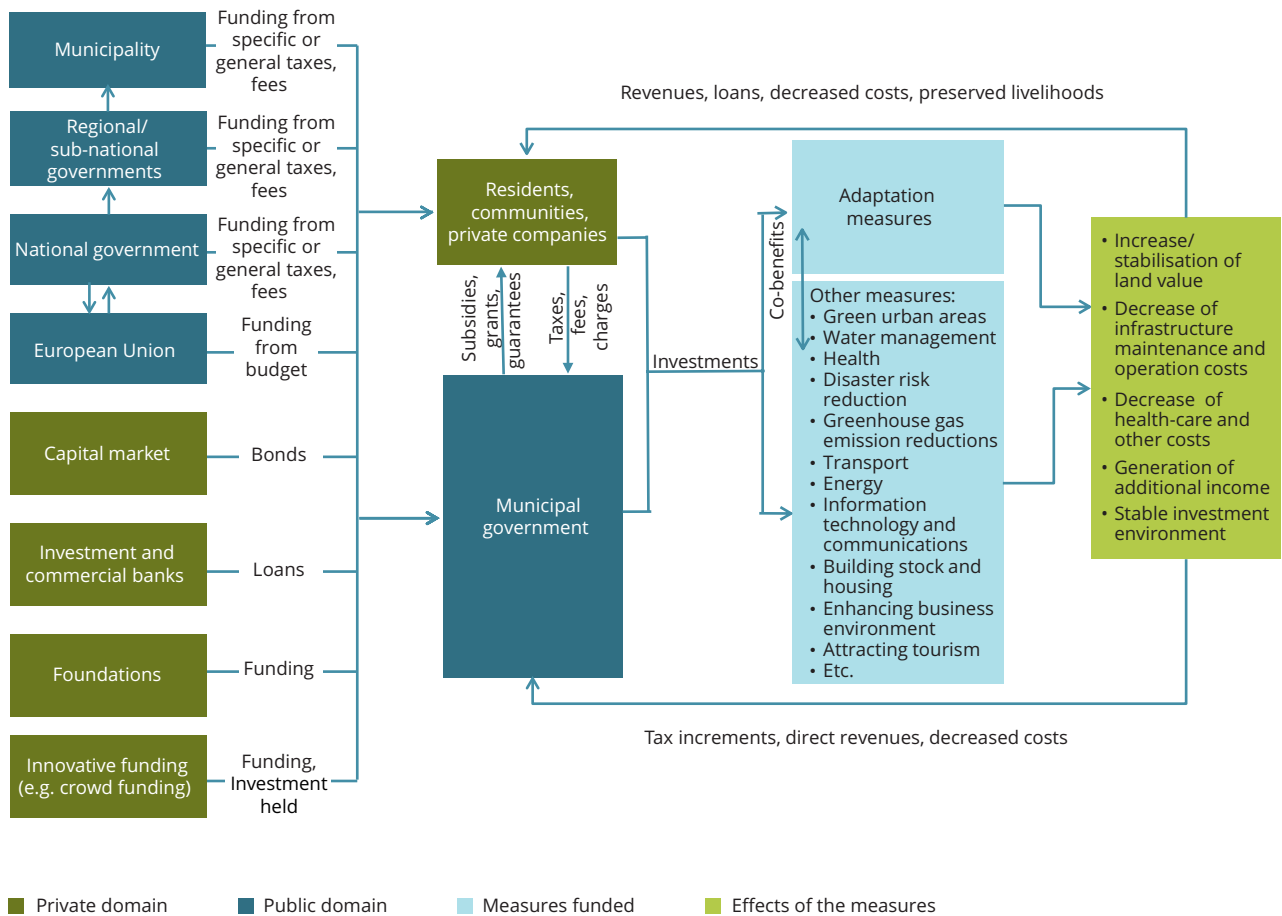 Municipality
Funding from
specific or
general taxes,
fees
Regional/
sub-national
governments
Funding from
specific or
general taxes,
fees
National government
Funding from
specific or
general taxes,
fees
European Union
Funding
from
budget
Capital market
Bonds
Investment and
commercial banks
Loans
Foundations
Funding
Innovative funding
(e.g. crowd funding)
Funding,
Investment
held
Revenues, loans, decreased costs, preserved livelihoods
Residents,
communities,
private companies
Subsidies,
grants,
guarantees
Taxes,
fees,
charges
Municipal
government
Investments
Co-benefits
Adaptation
measures
Other measures:
• Green urban areas
• Water management
• Health
• Disaster risk
reduction
• Greenhouse gas
emission reductions
• Transport
• Energy
• Information
technology and
communications
• Building stock and
housing
• Enhancing business
environment
• Attracting tourism
• Etc.
• Increase/
stabilisation of
land value
• Decrease of
infrastructure
maintenance and
operation costs
• Decrease of
health-care and
other costs
• Generation of
additional income
• Stable investment
environment
Tax increments, direct revenues, decreased costs
Private domain
Public domain
Measures funded
Effects of the measures